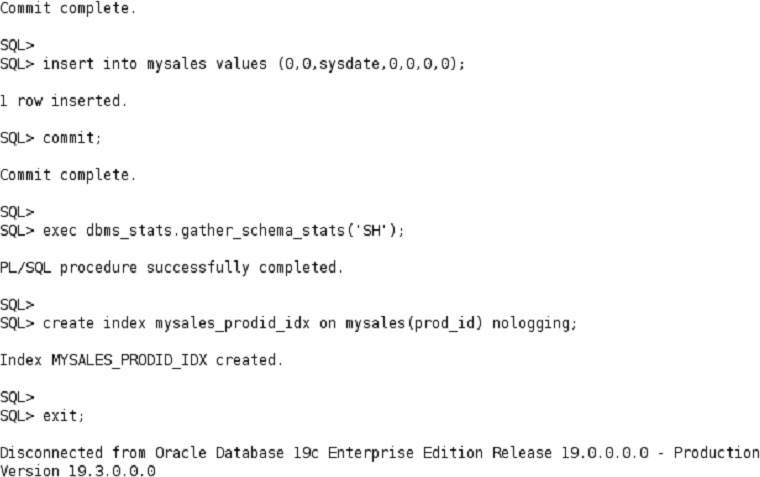 Commit complete.
SQL>
SQL> insert into mysales values (0,0,sysdate,0,0,0,0);
1 row inserted.
SQL> commit;
Commit complete.
SQL>
SQL> exec dbms_stats.gather_schema_stats('SH');
PL/SQL procedure successfully completed.
SQL>
SQL> create index mysales_prodid_idx on mysales(prod_id) nologging;
Index MYSALES_PRODID_IDX created.
SQL>
SQL> exit;
Disconnected from Oracle Database 19c Enterprise Edition Release 19.0.0.0.0 - Production
Version 19.3.0.0.0